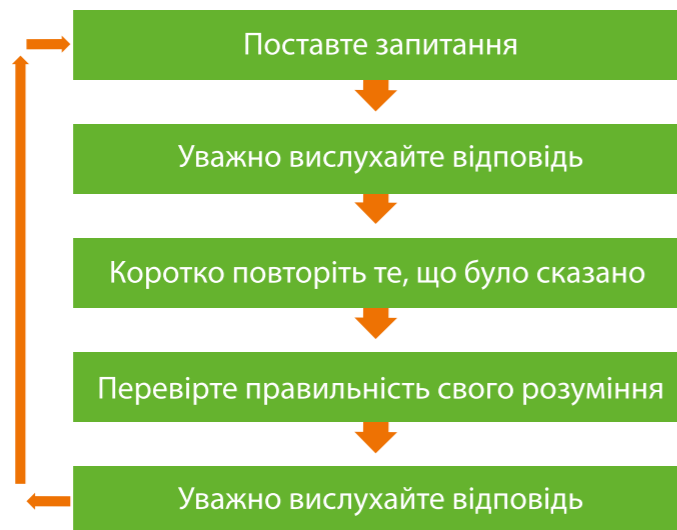 Поставте запитання
Уважно вислухайте відповідь
Коротко повторіть те, що було сказано
Перевірте правильність свого розуміння
Уважно вислухайте відповідь